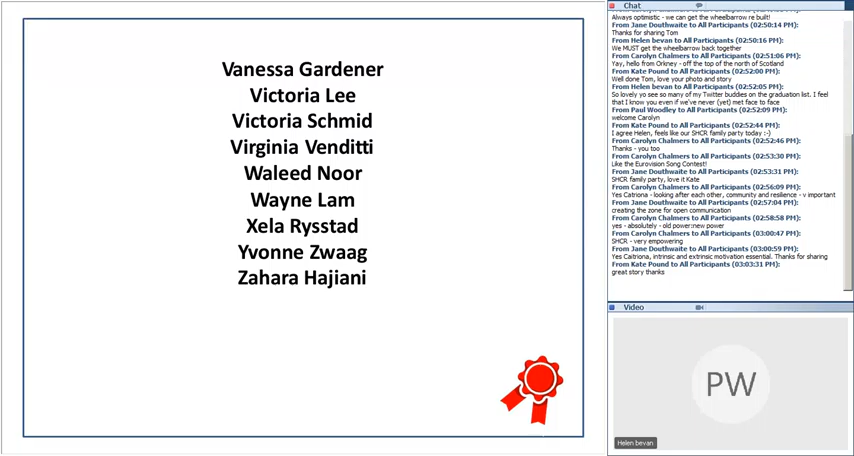 Vanessa Gardener
Victoria Lee
Victoria Schmid
Virginia Venditti
Waleed Noor
Wayne Lam
Xela Rysstad
Yvonne Zwaag
Zahara Hajiani
Chat
Always optimistic - we can get the wheelbarrow re built!
From Jane Douthwaite to All Participants (02:50:14 PM):
Thanks for sharing Tom
From Helen bevan to All Participants (02:50:16 PM):
We MUST get the wheelbarrow back together
From Carolyn Chalmers to All Participants (02:51:06 PM):
Yay, hello from Orkney - off the top of the north of Scotland
From Kate Pound to All Participants (02:52:00 PM):
Well done Tom, love your photo and story
From Helen bevan to All Participants (02:52:05 PM):
So lovely yo see so many of my Twitter buddies on the graduation list. I feel
that I know you even if we've never (yet) met face to face
From Paul Woodley to All Participants (02:52:09 PM):
welcome Carolyn
From Kate Pound to All Participants (02:52:44 PM):
I agree Helen, feels like our SHCR family party today :-)
From Carolyn Chalmers to All Participants (02:52:46 PM):
Thanks - you too
From Carolyn Chalmers to All Participants (02:53:30 PM):
Like the Eurovision Song Contest!
From Jane Douthwaite to All Participants (02:53:31 PM):
SHCR family party, love it Kate
From Carolyn Chalmers to All Participants (02:56:09 PM):
Yes Catriona - looking after each other, community and resilience - v important
From Jane Douthwaite to All Participants (02:57:04 PM):
creating the zone for open communication
From Carolyn Chalmers to All Participants (02:58:58 PM):
yes - absolutely - old power:new power
From Carolyn Chalmers to All Participants (03:00:47 PM):
SHCR - very empowering
From Jane Douthwaite to All Participants (03:00:59 PM):
Yes Caitriona, intrinsic and extrinsic motivation essential. Thanks for sharing
From Kate Pound to All Participants (03:03:31 PM):
great story thanks
Video
PW
Helen bevan